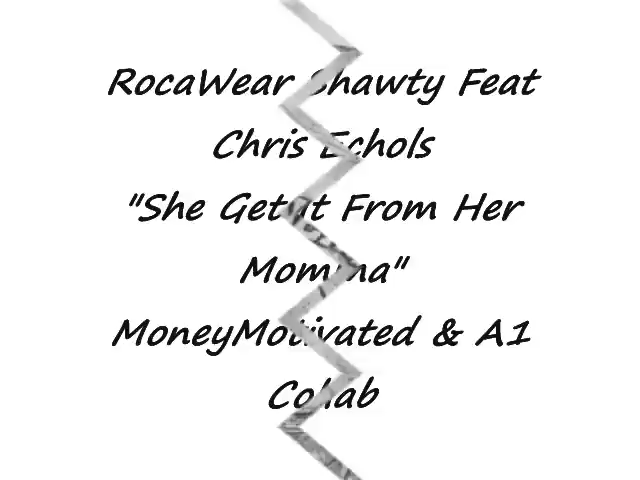 RocaWear Shawty Feat
Chris Echols
"She Get It From Her
Momma"
MoneyMotivated & A1
Collab